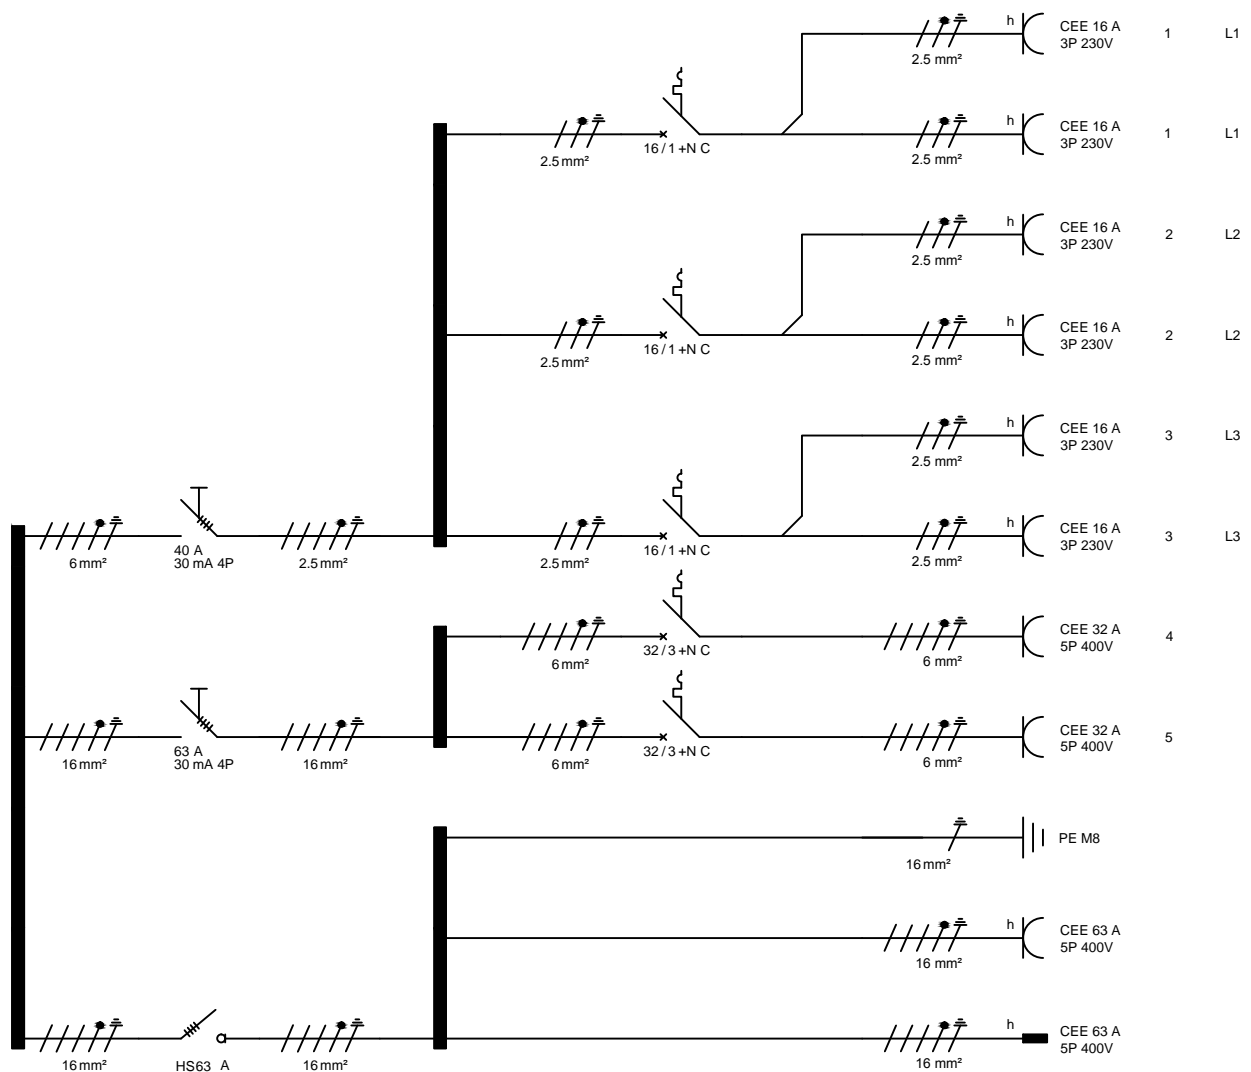 h CEE 16 A 1 L1
3P 230V
2.5 mm²
h CEE 16 A 1 L1
2.5 mm² 16 / 1 +N C 2.5 mm² 3P 230V
h CEE 16 A 2 L2
3P 230V
2.5 mm²
h CEE 16 A 2 L2
2.5 mm² 16 / 1 +N C 2.5 mm² 3P 230V
h CEE 16 A 3 L3
3P 230V
2.5 mm²
h CEE 16 A 3 L3
40 A 16 / 1 +N C 3P 230V
6 mm² 30 mA 4P 2.5 mm² 2.5 mm² 2.5 mm²
h CEE 32 A 4
32 / 3 +N C 5P 400V
6 mm² 6 mm²
h CEE 32 A 5
63 A 32 / 3 +N C 5P 400V
16 mm² 30 mA 4P 16 mm² 6 mm² 6 mm²
PE M8
16 mm²
h CEE 63 A
5P 400V
16 mm²
h CEE 63 A
5P 400V
16 mm² HS63 A 16 mm² 16 mm²